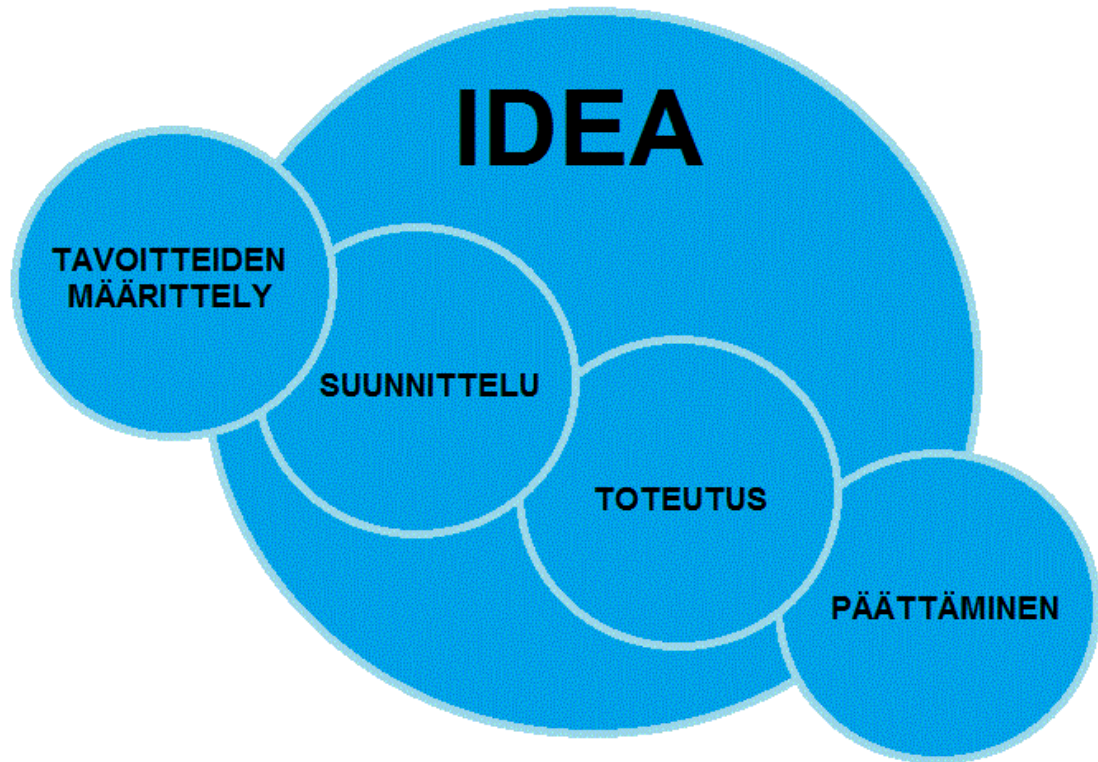 IDEA
TAVOITTEIDEN
MÄÄRITTELY
SUUNNITTELU
TOTEUTUS
PÄÄTTÄMINEN